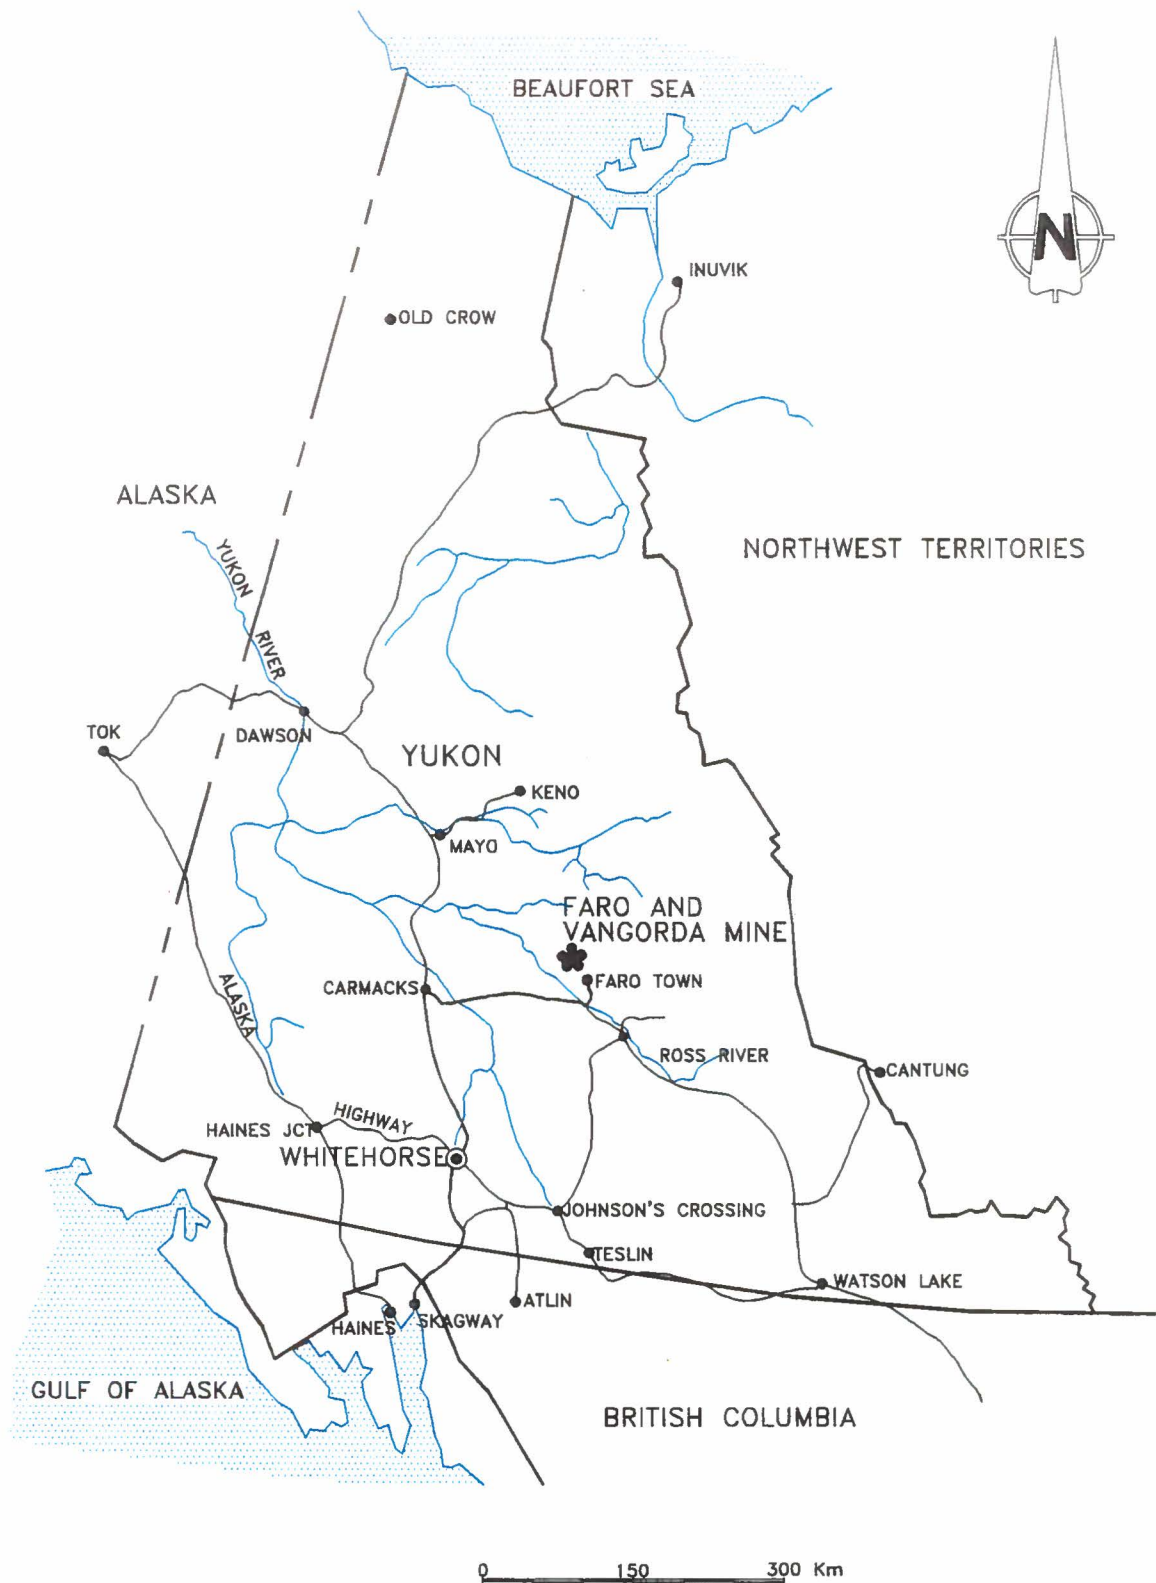 BEAUFORT SEA
N
INUVIK
OLD CROW
ALASKA
YUKON
RIVER
NORTHWEST TERRITORIES
TOK
DAWSON
YUKON
KENO
MAYO
FARO AND
VANGORDA MINE
FARO TOWN
CARMACKS
ALASKA
HIGHWAY
ROSS RIVER
CANTUNG
HAINES JCT
WHITEHORSE
JOHNSON'S CROSSING
TESLIN
WATSON LAKE
ATLIN
HAINES
SKAGWAY
GULF OF ALASKA
BRITISH COLUMBIA
0 150 300 Km